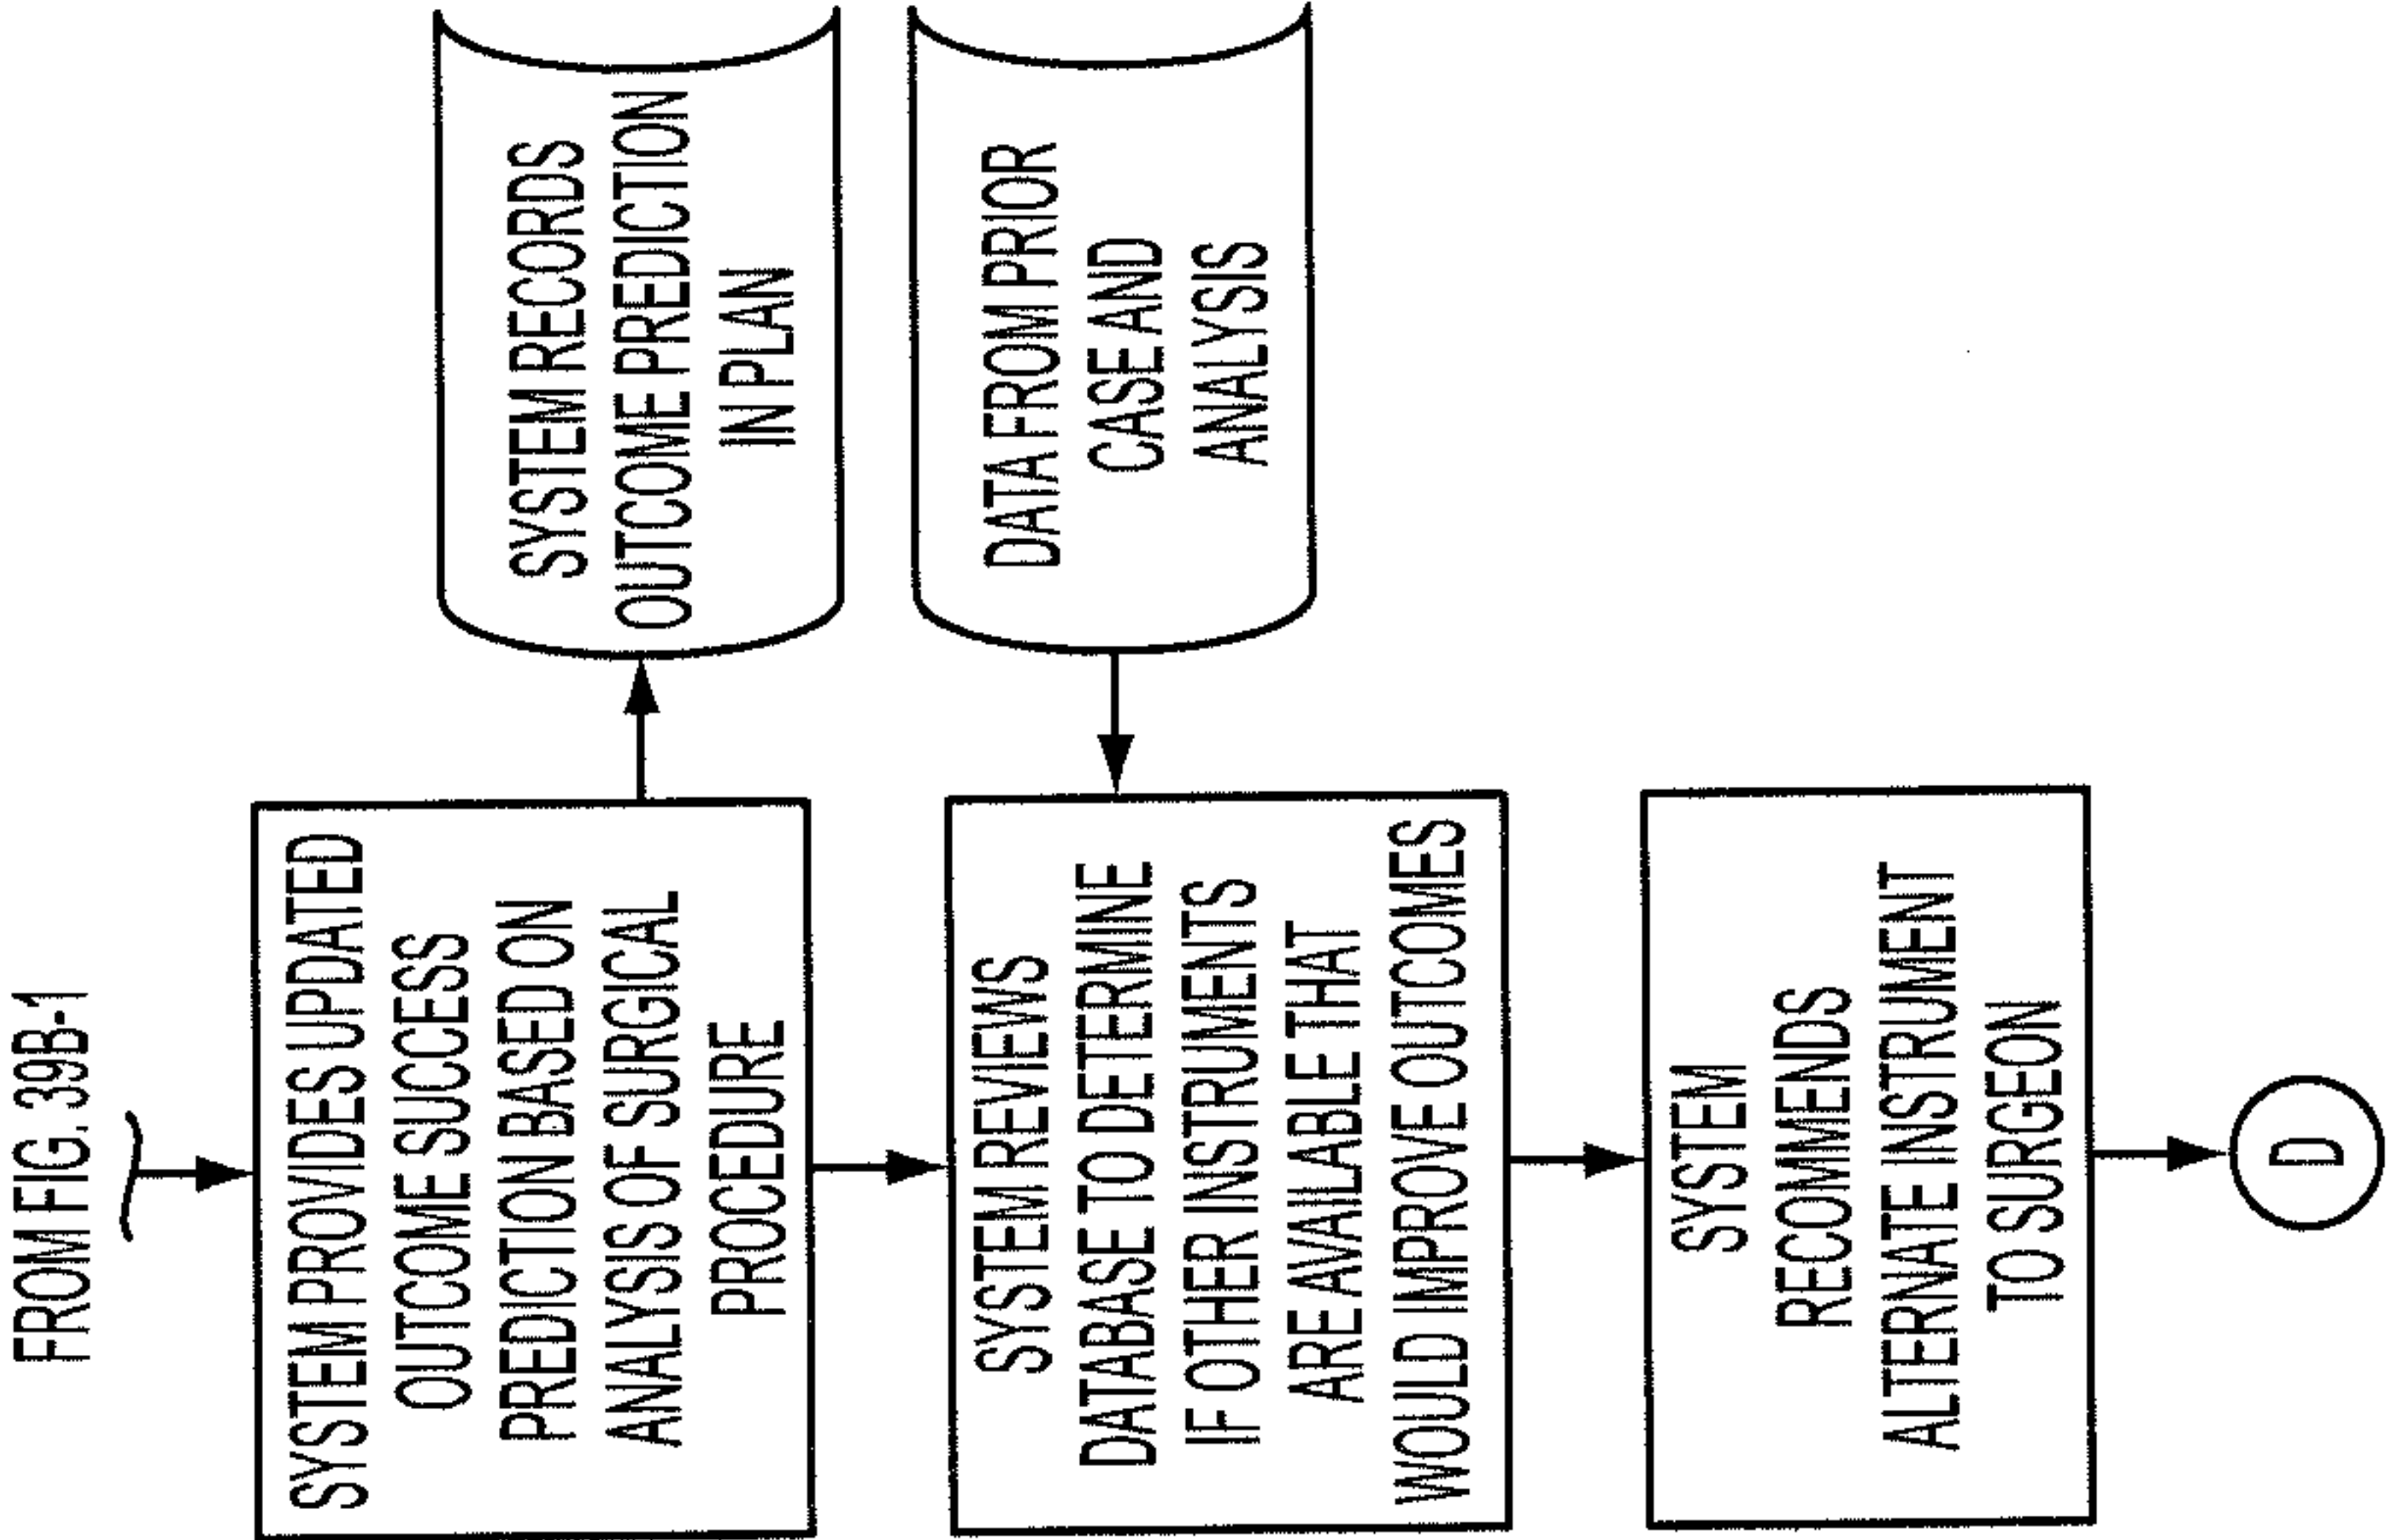 FROM FIG. 39B-1
SYSTEM PROVIDES UPDATED
OUTCOME SUCCESS
PREDICTION BASED ON
ANALYSIS OF SURGICAL
PROCEDURE
SYSTEM RECORDS
OUTCOME PREDICTION
IN PLAN
SYSTEM REVIEWS
DATABASE TO DETERMINE
IF OTHER INSTRUMENTS
ARE AVAILABLE THAT
WOULD IMPROVE OUTCOMES
DATA FROM PRIOR
CASE AND
ANALYSIS
SYSTEM
RECOMMENDS
ALTERNATE INSTRUMENT
TO SURGEON
D